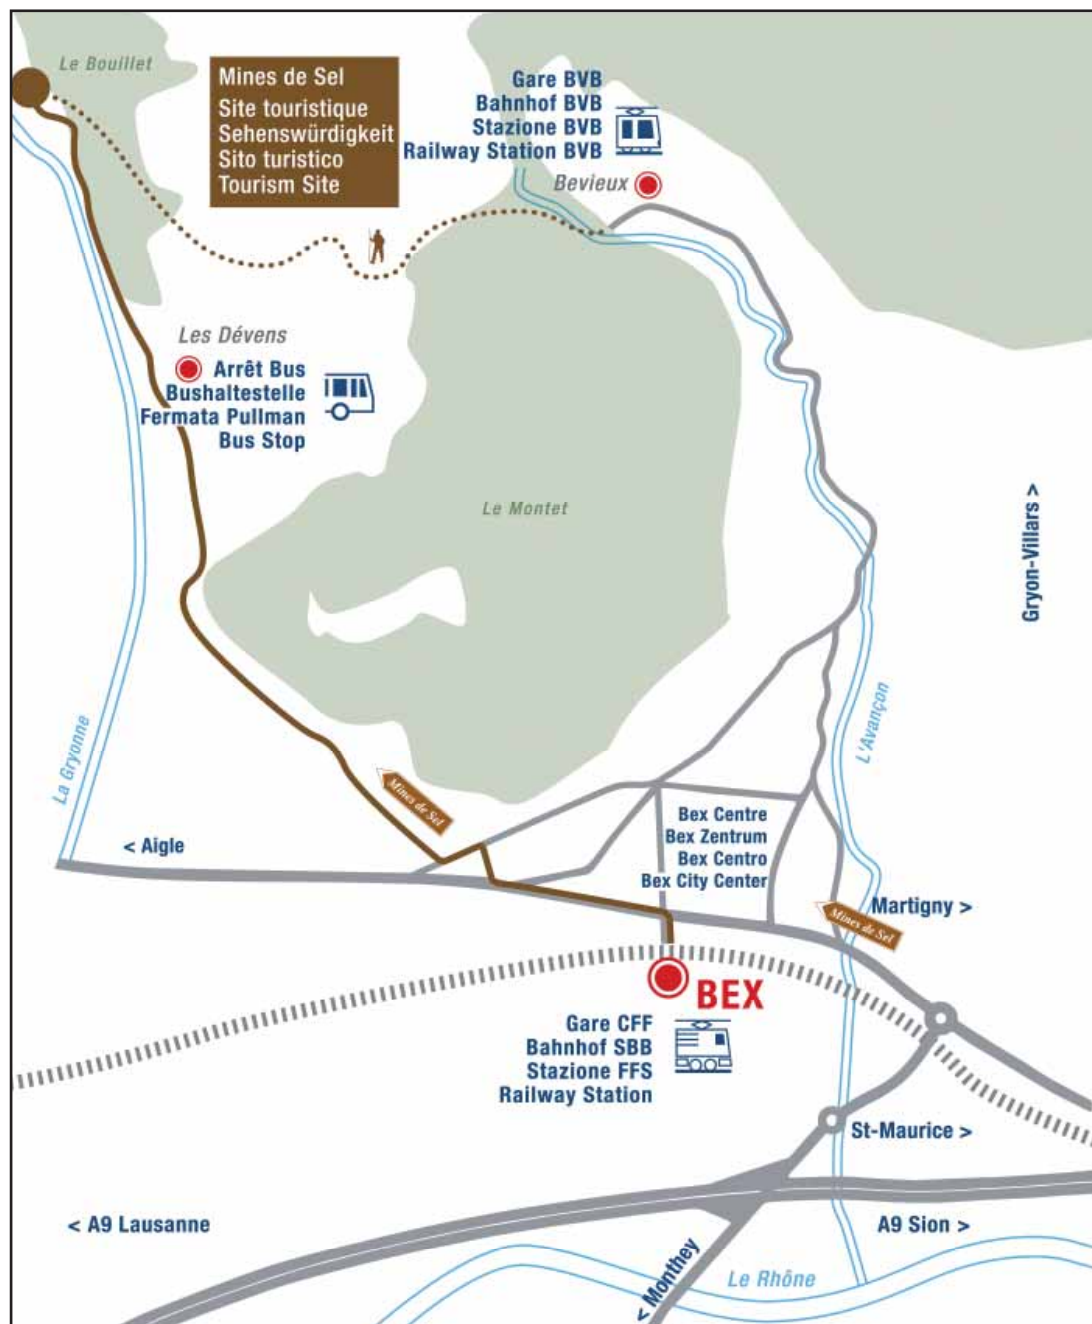 Le Bouillet
Mines de Sel
Site touristique
Sehenswürdigkeit
Sito turistico
Tourism Site
Gare BVB
Bahnhof BVB
Stazione BVB
Railway Station BVB
Bevieux
Les Dévens
Arrêt Bus
Bushaltestelle
Fermata Pullman
Bus Stop
Le Montet
Gryon-Villars >
La Gryonne
L'Avançon
Mines de Sel
< Aigle
Bex Centre
Bex Zentrum
Bex Centro
Bex City Center
Martigny >
Mines de Sel
BEX
Gare CFF
Bahnhof SBB
Stazione FFS
Railway Station
St-Maurice >
< A9 Lausanne
A9 Sion >
< Monthey
Le Rhône